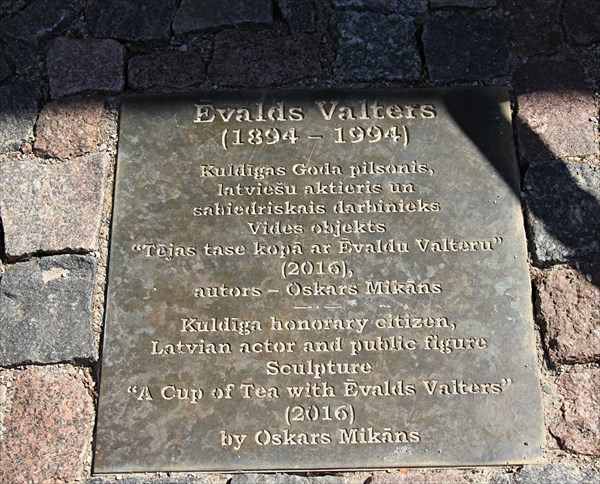 Evalds Valters
(1894 – 1994)
Kuldīgas Goda pilsonis,
latviešu aktieris un
sabiedriskais darbinieks
Vides objekts
“Tējas tase kopā ar Ēvaldu Valteru”
(2016),
autors – Oskars Mikāns
Kuldīga honorary citizen,
Latvian actor and public figure
Sculpture
“A Cup of Tea with Ēvalds Valters”
(2016)
by Oskars Mikāns